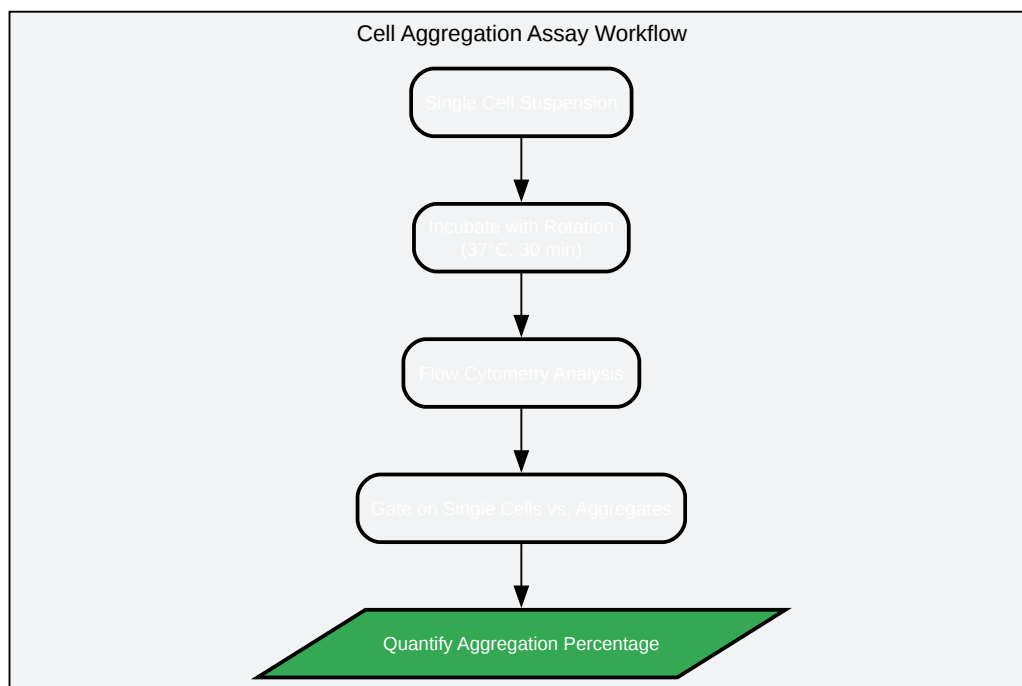 Cell Aggregation Assay Workflow
Single Cell Suspension
Incubate with Rotation
(37°C, 30 min)
Flow Cytometry Analysis
Gate on Single Cells vs. Aggregates
Quantify Aggregation Percentage